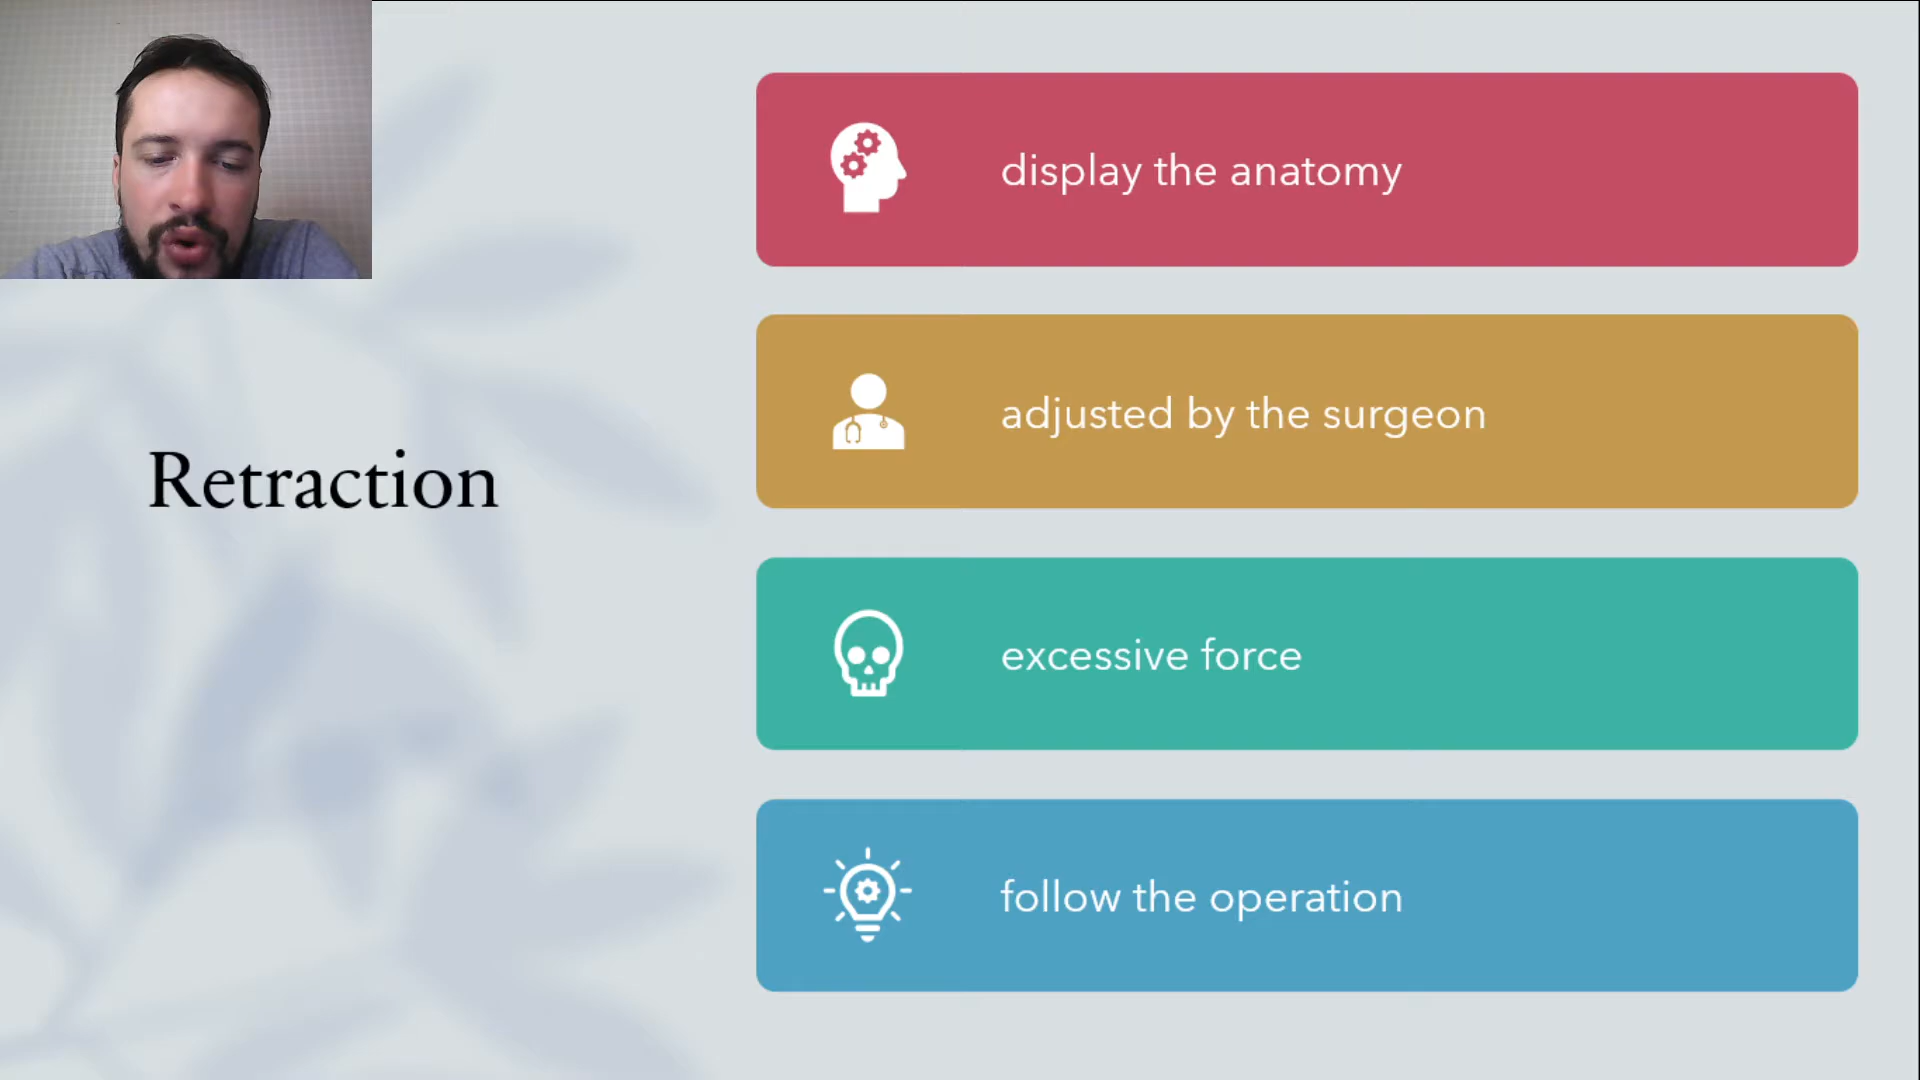 Retraction
display the anatomy
adjusted by the surgeon
excessive force
follow the operation